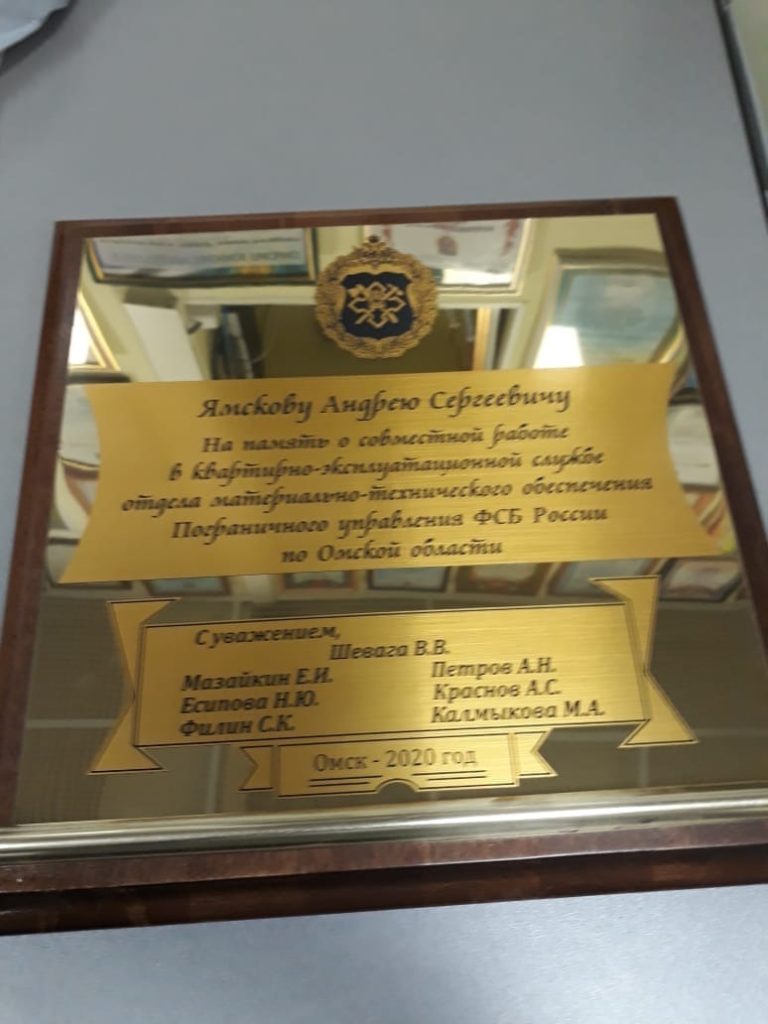 Ямскову Андрею Сергеевичу
На память о совместной работе
в квартирно-эксплуатационной службе
отдела материально-технического обеспечения
Пограничного управления ФСБ России
по Омской области
С уважением,
Шевага В.В.
Мазайкин Е.И. Петров А.Н.
Есипова Н.Ю. Краснов А.С.
Филин С.К. Калмыкова М.А.
Омск - 2020 год